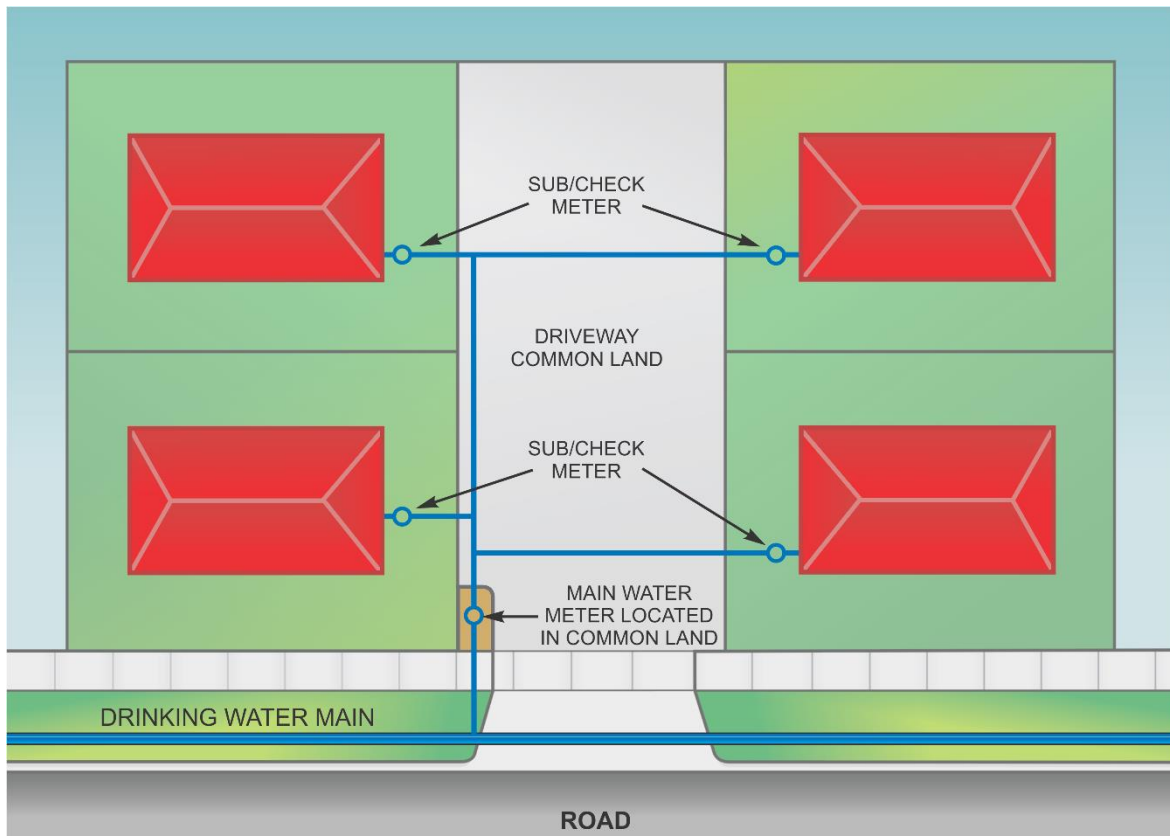 SUB/CHECK
METER
DRIVEWAY
COMMON LAND
SUB/CHECK
METER
MAIN WATER
METER LOCATED
IN COMMON LAND
DRINKING WATER MAIN
ROAD